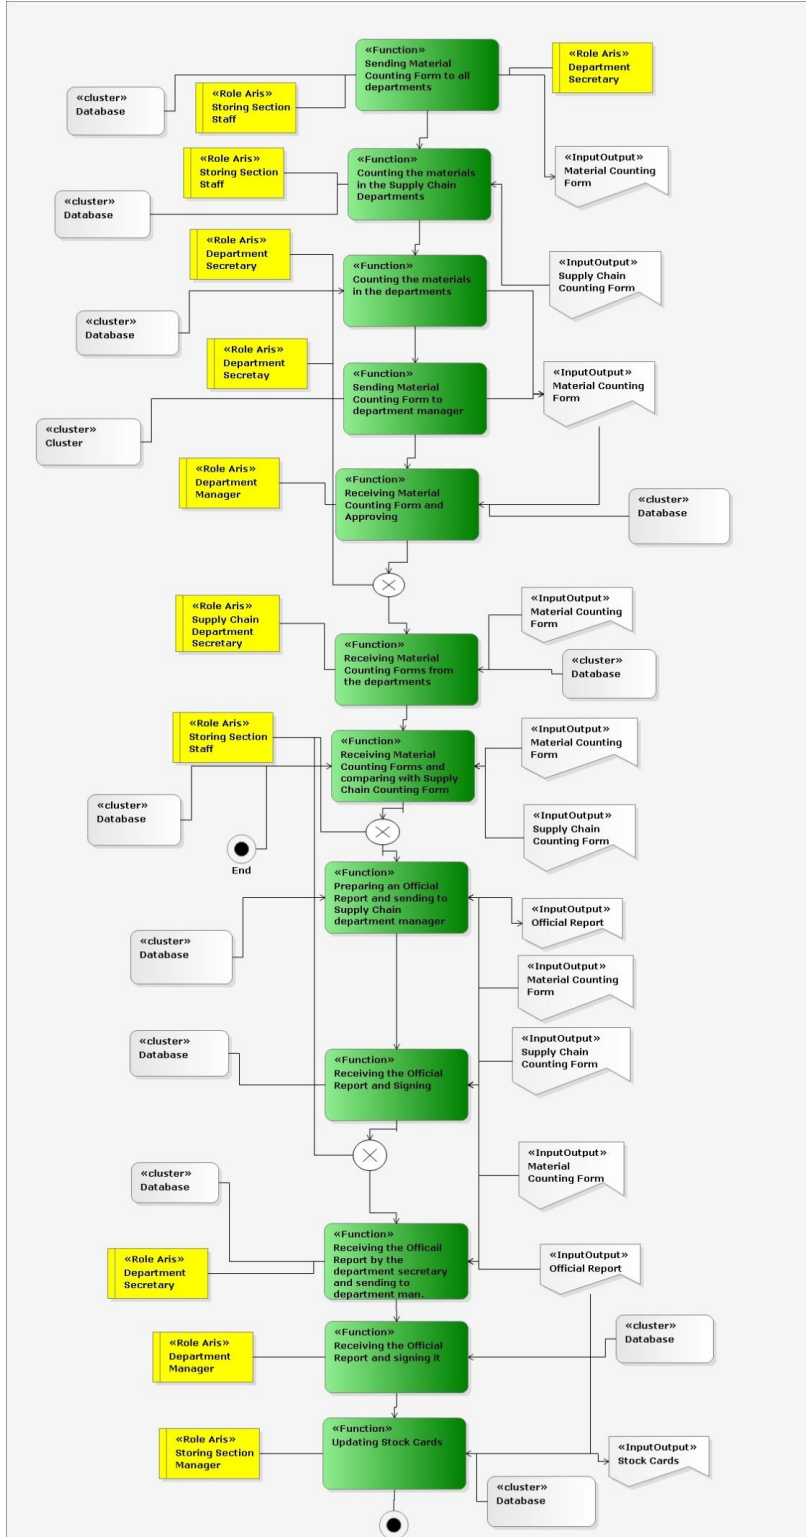 «Function»
Sending Material
Counting Form to all
departments
«Role Aris»
Department
Secretary
«cluster»
Database
«Role Aris»
Storing Section
Staff
«InputOutput»
Material Counting
Form
«Role Aris»
Storing Section
Staff
«Function»
Counting the materials
in the Supply Chain
Departments
«cluster»
Database
«Role Aris»
Department
Secretary
«Function»
Counting the materials
in the departments
«InputOutput»
Supply Chain
Counting Form
«cluster»
Database
«Role Aris»
Department
Secretay
«Function»
Sending Material
Counting Form to
department manager
«InputOutput»
Material Counting
Form
«cluster»
Cluster
«Role Aris»
Department
Manager
«Function»
Receiving Material
Counting Form and
Approving
«cluster»
Database
«Role Aris»
Supply Chain
Department
Secretary
«Function»
Receiving Material
Counting Forms from
the departments
«InputOutput»
Material Counting
Form
«cluster»
Database
«Role Aris»
Storing Section
Staff
«Function»
Receiving Material
Counting Forms and
comparing with Supply
Chain Counting Form
«InputOutput»
Material Counting
Form
«cluster»
Database
«InputOutput»
Supply Chain
Counting Form
End
«Function»
Preparing an Official
Report and sending to
Supply Chain
department manager
«InputOutput»
Official Report
«cluster»
Database
«InputOutput»
Material Counting
Form
«cluster»
Database
«Function»
Receiving the Official
Report and Signing
«InputOutput»
Supply Chain
Counting Form
«InputOutput»
Material
Counting Form
«cluster»
Database
«Function»
Receiving the Officail
Report by the
department secretary
and sending to
department man.
«Role Aris»
Department
Secretary
«InputOutput»
Official Report
«Role Aris»
Department
Manager
«Function»
Receiving the Official
Report and signing it
«cluster»
Database
«Role Aris»
Storing Section
Manager
«Function»
Updating Stock Cards
«InputOutput»
Stock Cards
«cluster»
Database